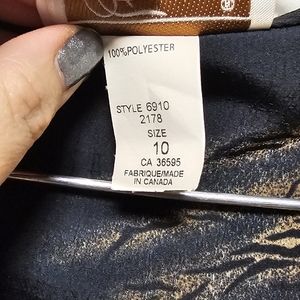 100%POLYESTER
STYLE 6910
2178
SIZE
10
CA 36595
FABRIQUE/MADE
IN CANADA